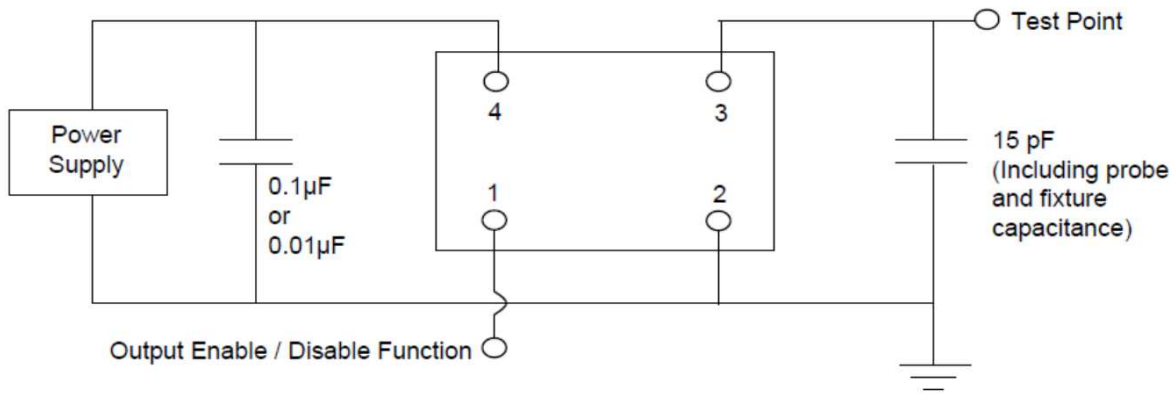 Test Point
Power
Supply
4
3
15 pF
(Including probe
and fixture
capacitance)
0.1µF
or
0.01µF
1
2
Output Enable / Disable Function